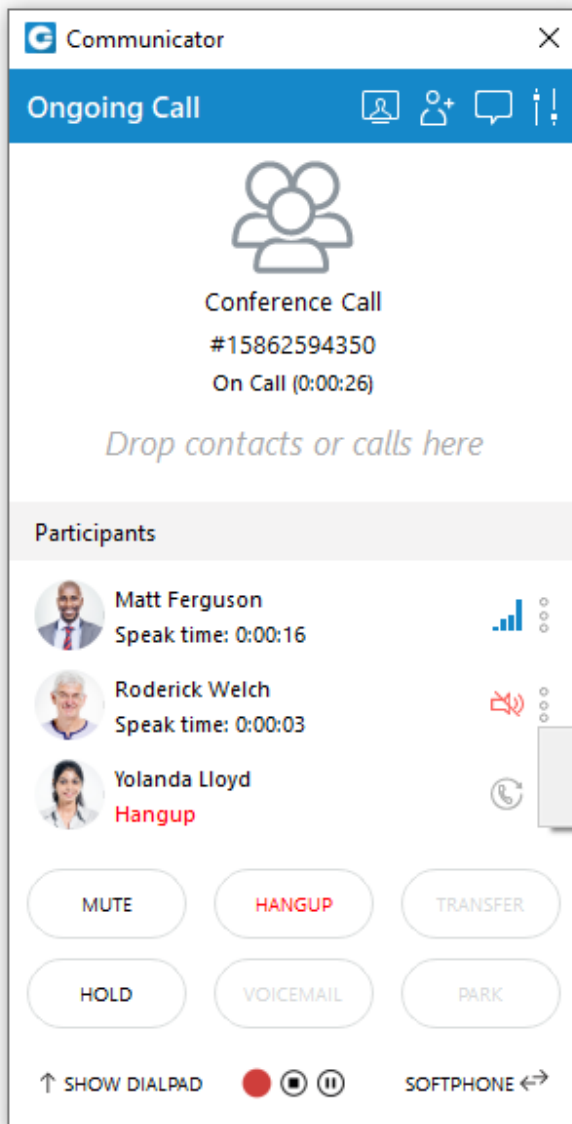 Communicator
Ongoing Call
Conference Call
#15862594350
On Call (0:00:26)
Drop contacts or calls here
Participants
Matt Ferguson
Speak time: 0:00:16
Roderick Welch
Speak time: 0:00:03
Yolanda Lloyd
Hangup
MUTE HANGUP TRANSFER
HOLD VOICEMAIL PARK
SHOW DIALPAD SOFTPHONE